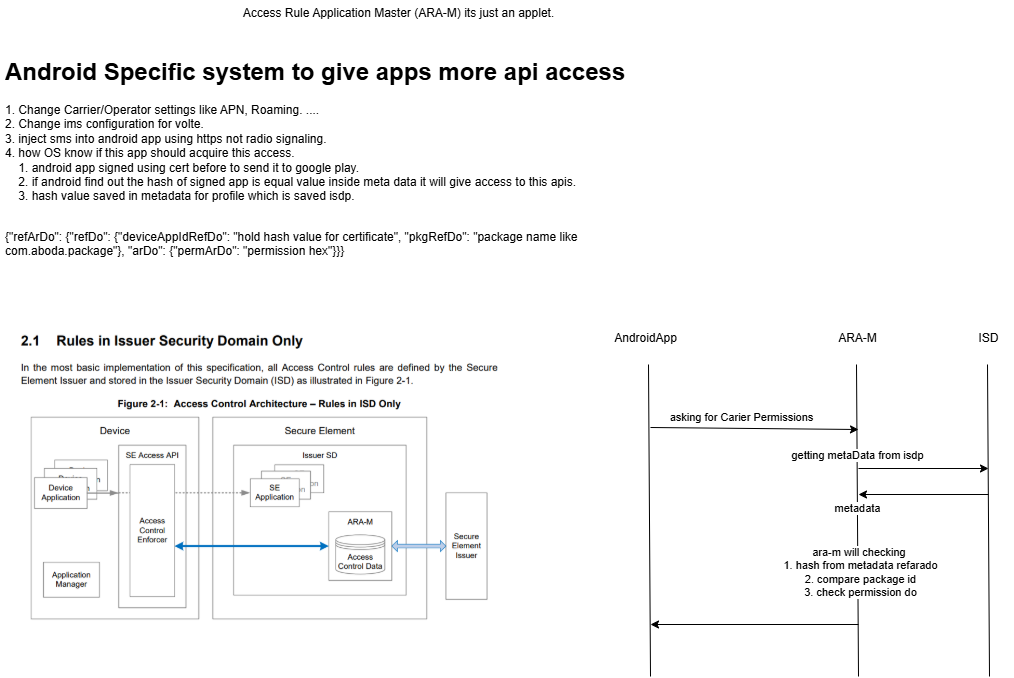 Access Rule Application Master (ARA-M) its just an applet.
Android Specific system to give apps more api access
1. Change Carrier/Operator settings like APN, Roaming. ....
2. Change ims configuration for volte.
3. inject sms into android app using https not radio signaling.
4. how OS know if this app should acquire this access.
1. android app signed using cert before to send it to google play.
2. if android find out the hash of signed app is equal value inside meta data it will give access to this apis.
3. hash value saved in metadata for profile which is saved isdp.
{"refArDo": {"refDo": {"deviceAppIdRefDo": "hold hash value for certificate", "pkgRefDo": "package name like
com.aboda.package"}, "arDo": {"permArDo": "permission hex"}}}
2.1 Rules in Issuer Security Domain Only
In the most basic implementation of this specification, all Access Control rules are defined by the Secure
Element Issuer and stored in the Issuer Security Domain (ISD) as illustrated in Figure 2-1.
Figure 2-1: Access Control Architecture – Rules in ISD Only
Device
SE Access API
Device
Application
Access
Control
Enforcer
Application
Manager
Secure Element
Issuer SD
SE
Application
on
ARA-M
Access
Control Data
Secure
Element
Issuer
AndroidApp
ARA-M
ISD
asking for Carier Permissions
getting metaData from isdp
metadata
ara-m will checking
1. hash from metadata refarado
2. compare package id
3. check permission do